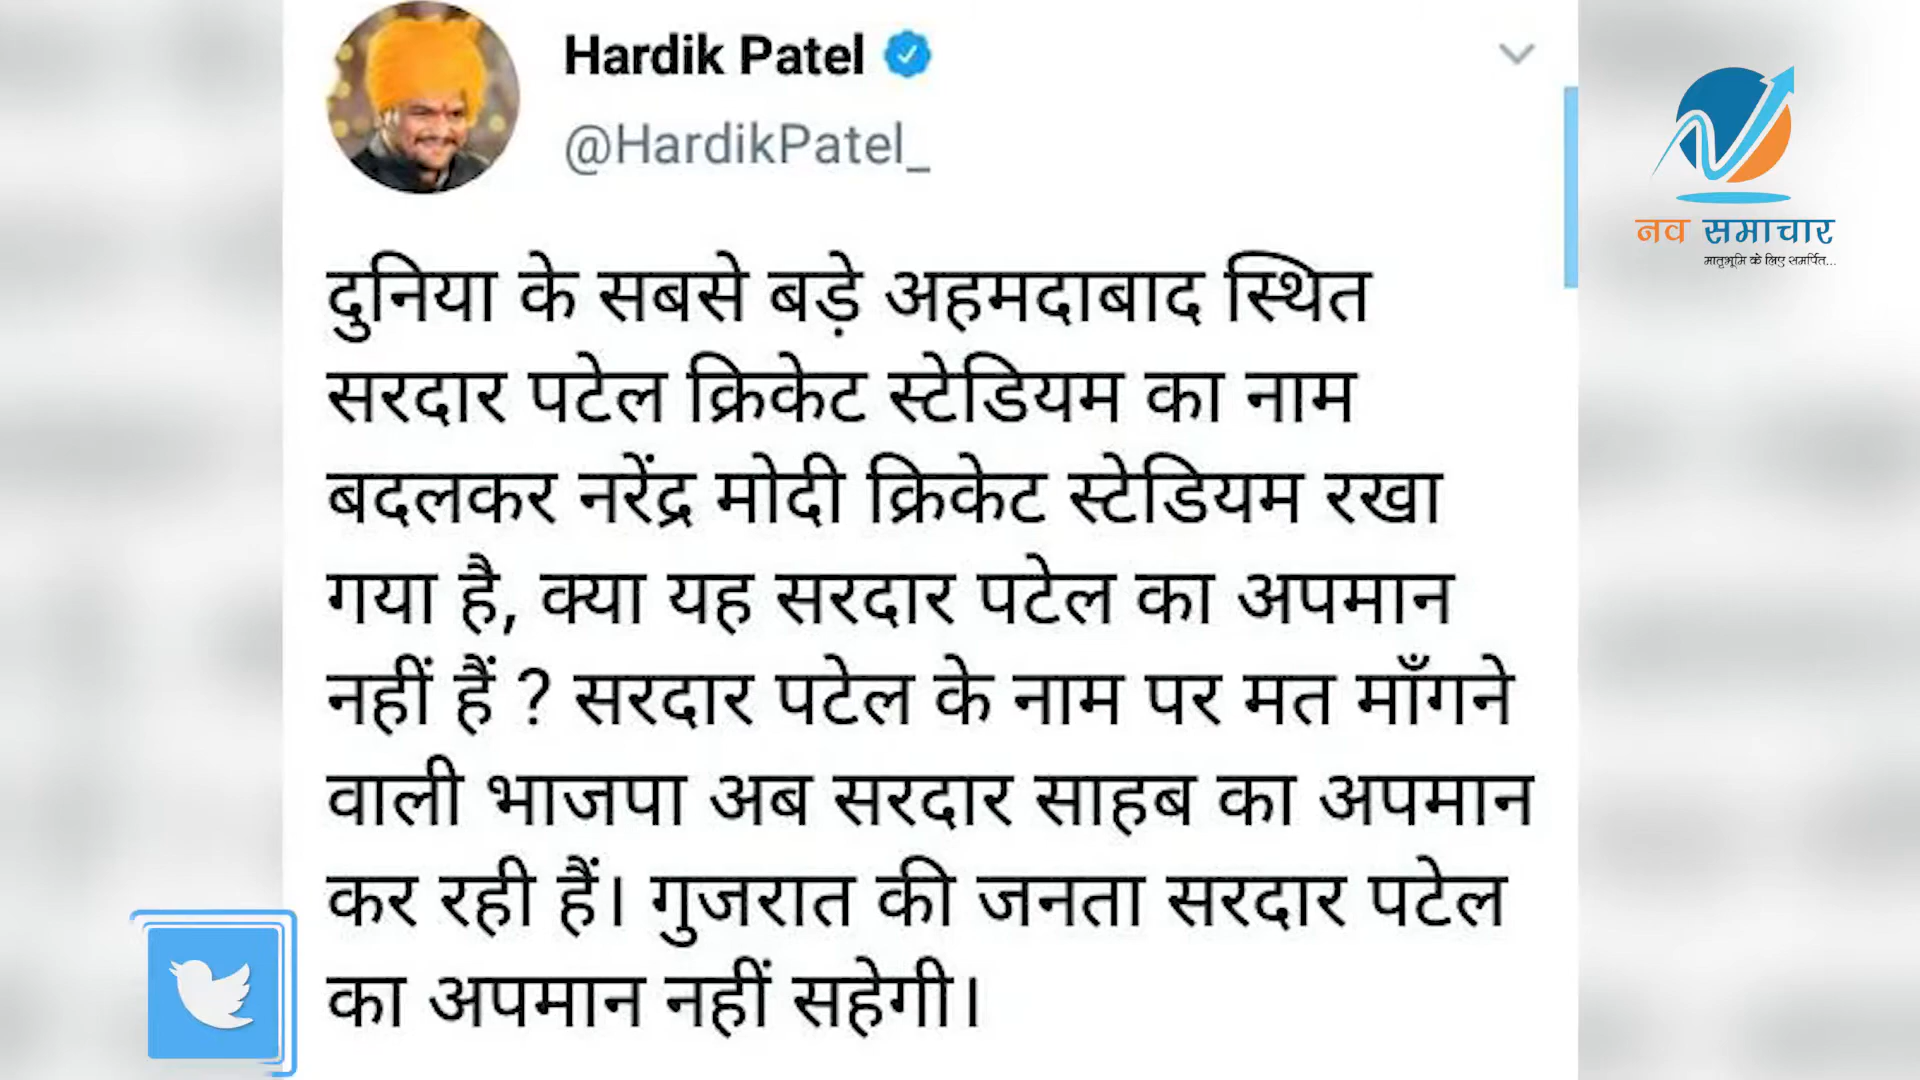 Hardik Patel
@HardikPatel_
दुनिया के सबसे बड़े अहमदाबाद स्थित
सरदार पटेल क्रिकेट स्टेडियम का नाम
बदलकर नरेंद्र मोदी क्रिकेट स्टेडियम रखा
गया है, क्या यह सरदार पटेल का अपमान
नहीं हैं ? सरदार पटेल के नाम पर मत माँगने
वाली भाजपा अब सरदार साहब का अपमान
कर रही हैं। गुजरात की जनता सरदार पटेल
का अपमान नहीं सहेगी।
नव समाचार
मातृभूमि के लिए समर्पित...